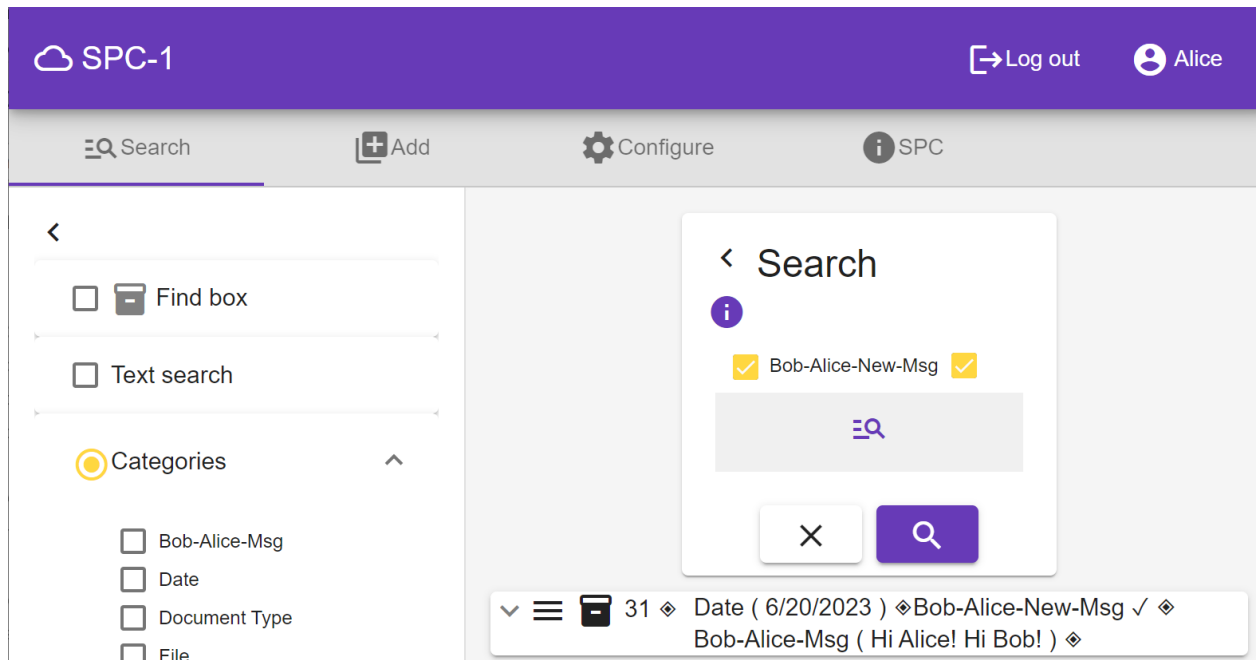 SPC-1
Log out
Alice
Search
Add
Configure
SPC
Find box
Text search
Categories
Bob-Alice-Msg
Date
Document Type
File
Search
Bob-Alice-New-Msg
31 ◈ Date ( 6/20/2023 ) ◈Bob-Alice-New-Msg ✓ ◈
Bob-Alice-Msg ( Hi Alice! Hi Bob! ) ◈